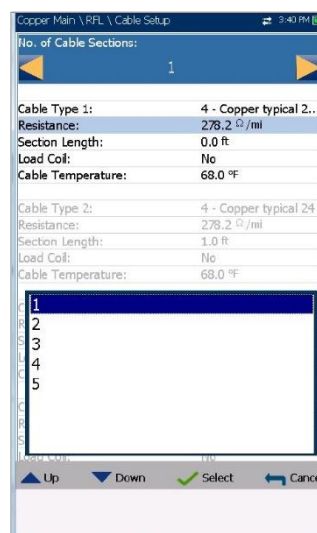 Copper Main \ RFL \ Cable Setup 3:40 PM
No. of Cable Sections:
1
Cable Type 1: 4 - Copper typical 2..
Resistance: 278.2 Ω/mi
Section Length: 0.0 ft
Load Coil: No
Cable Temperature: 68.0 °F
Cable Type 2: 4 - Copper typical 24
Resistance: 278.2 Ω/mi
Section Length: 1.0 ft
Load Coil: No
Cable Temperature: 68.0 °F
1
2
3
4
5
Up Down Select Cance